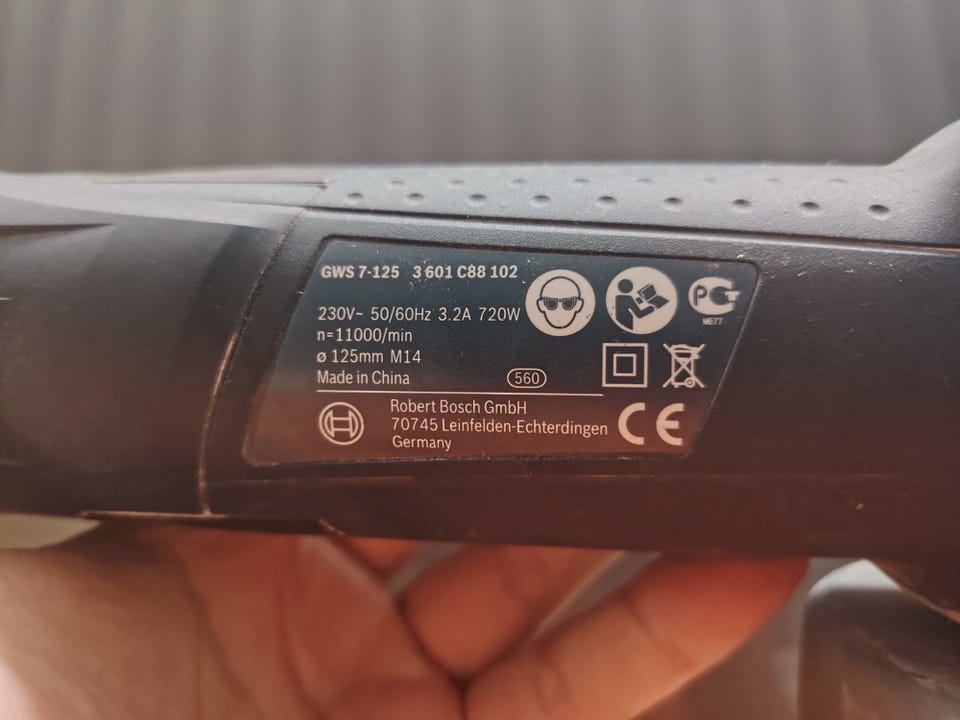 GWS 7-125 3 601 C88 102
230V~ 50/60Hz 3.2A 720W
n=11000/min
ø 125mm M14
Made in China
560
Robert Bosch GmbH
70745 Leinfelden-Echterdingen
Germany
PG
ME77
CE